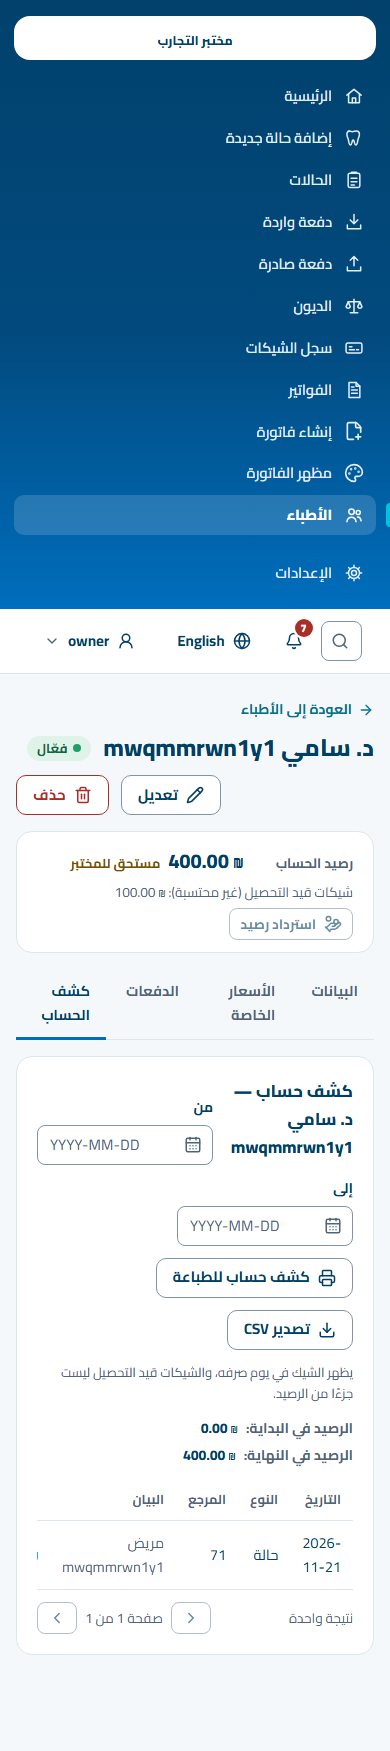 مختبر التجارب
الرئيسية
إضافة حالة جديدة
الحالات
دفعة واردة
دفعة صادرة
الديون
سجل الشيكات
الفواتير
إنشاء فاتورة
مظهر الفاتورة
الأطباء
الإعدادات
7
English
owner
العودة إلى الأطباء
د. سامي mwqmmrwn1y1
فعّال
تعديل
حذف
رصيد الحساب
₪ 400.00 مستحق للمختبر
شيكات قيد التحصيل (غير محتسبة): ₪ 100.00
استرداد رصيد
البيانات
الأسعار الخاصة
الدفعات
كشف الحساب
كشف حساب — د. سامي mwqmmrwn1y1
من
YYYY-MM-DD
إلى
YYYY-MM-DD
كشف حساب للطباعة
تصدير CSV
يظهر الشيك في يوم صرفه، والشيكات قيد التحصيل ليست
جزءًا من الرصيد.
الرصيد في البداية: ₪ 0.00
الرصيد في النهاية: ₪ 400.00
التاريخ النوع المرجع البيان
2026-11-21 حالة 71 مريض mwqmmrwn1y1
نتيجة واحدة
صفحة 1 من 1